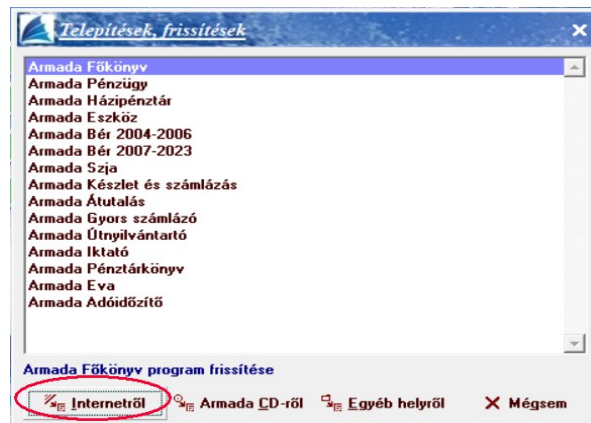 Telepítések, frissítések
Armada Főkönyv
Armada Pénzügy
Armada Házipénztár
Armada Eszköz
Armada Bér 2004-2006
Armada Bér 2007-2023
Armada Szja
Armada Készlet és számlázás
Armada Átutalás
Armada Gyors számlázó
Armada Útnyilvántartó
Armada Iktató
Armada Pénztárkönyv
Armada Eva
Armada Adóidőzítő
Armada Főkönyv program frissítése
Internetről Armada CD-ről Egyéb helyről Mégsem